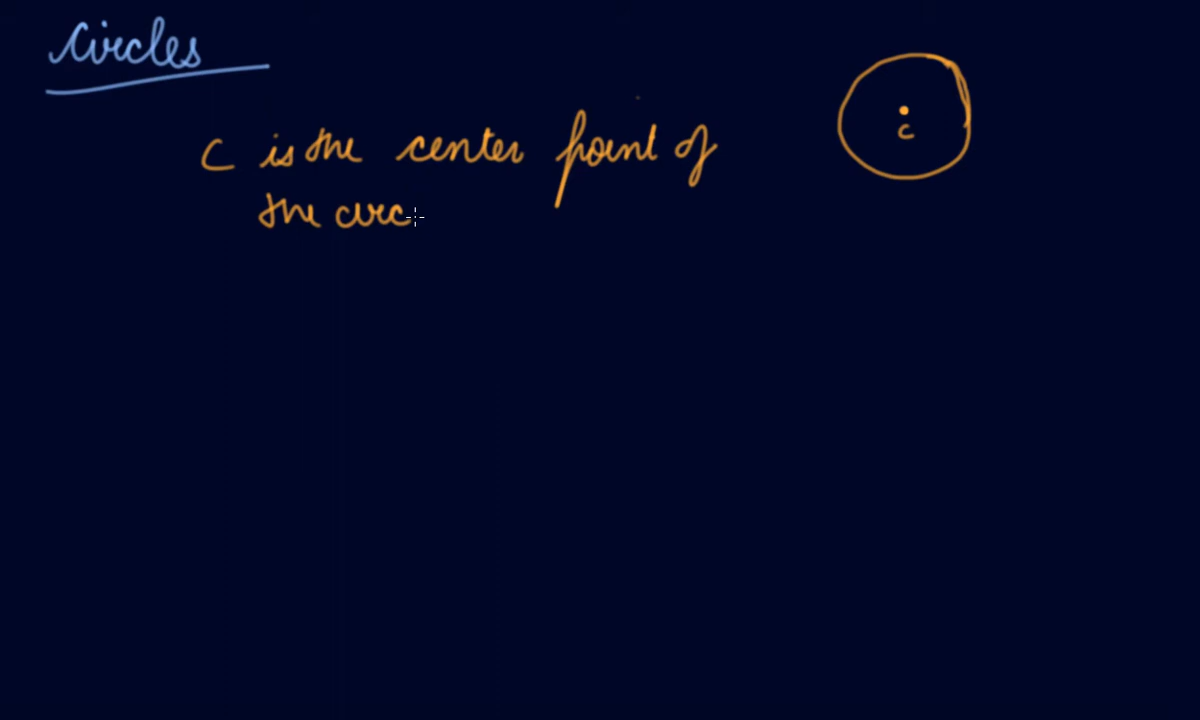 Circles
C is the center point of
the circ
C